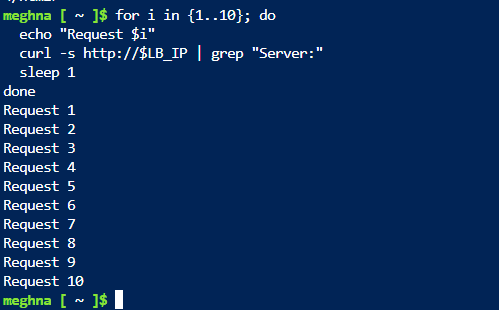 meghna [ ~ ]$ for i in {1..10}; do
  echo "Request $i"
  curl -s http://$LB_IP | grep "Server:"
  sleep 1
done
Request 1
Request 2
Request 3
Request 4
Request 5
Request 6
Request 7
Request 8
Request 9
Request 10
meghna [ ~ ]$